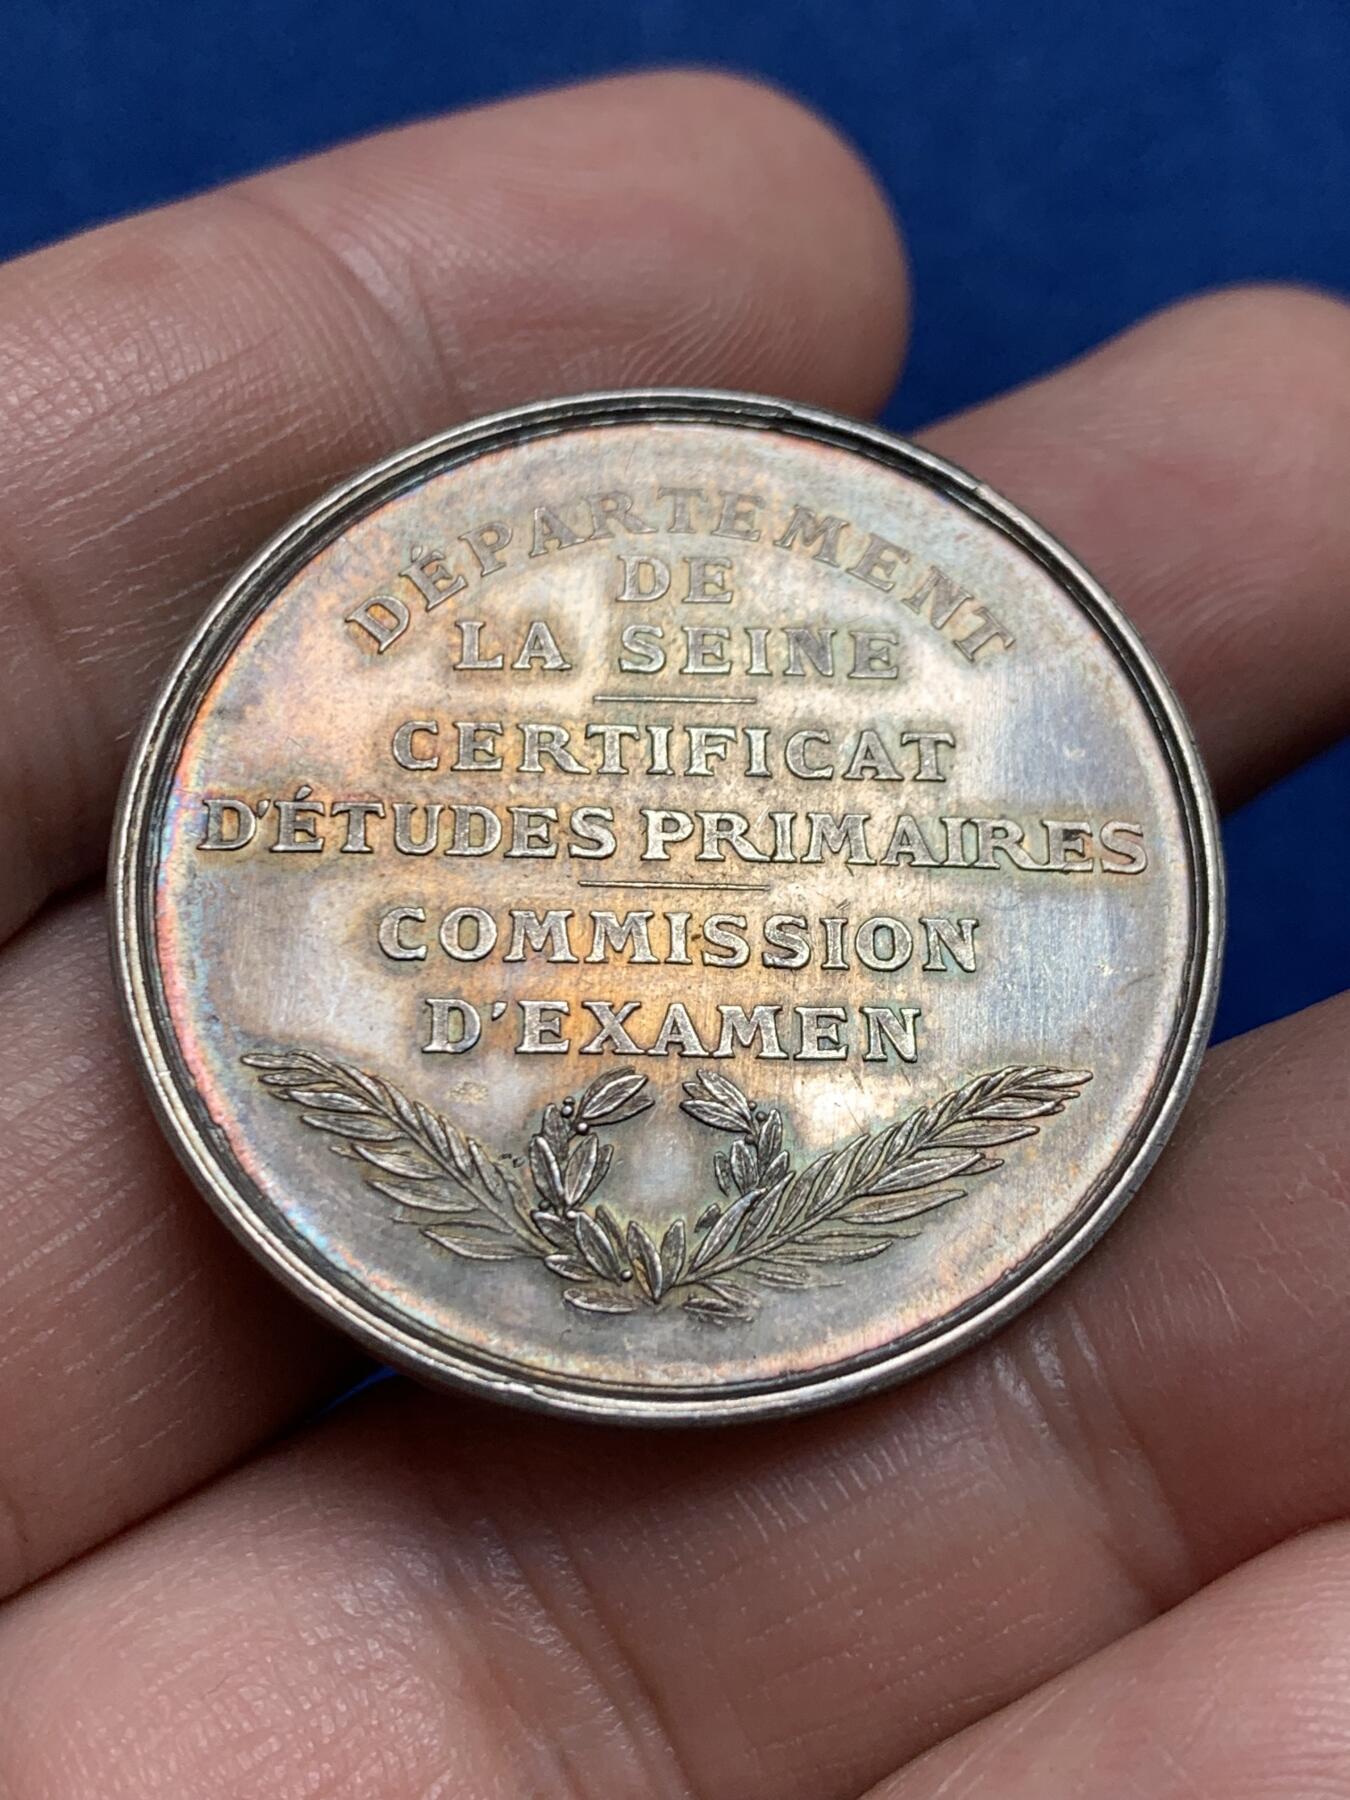 DÉPARTEMENT
DE
LA SEINE
CERTIFICAT
D'ÉTUDES PRIMAIRES
COMMISSION
D'EXAMEN